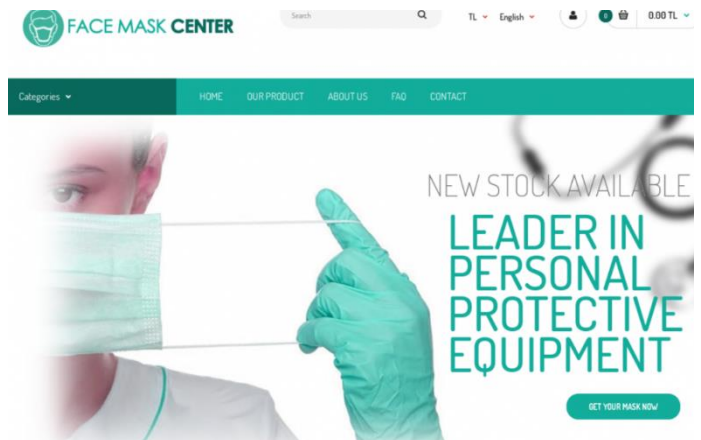 FACE MASK CENTER
Search
TL
English
0
0.00 TL
Categories
HOME
OUR PRODUCT
ABOUT US
FAQ
CONTACT
NEW STOCK AVAILABLE
LEADER IN
PERSONAL
PROTECTIVE
EQUIPMENT
GET YOUR MASK NOW